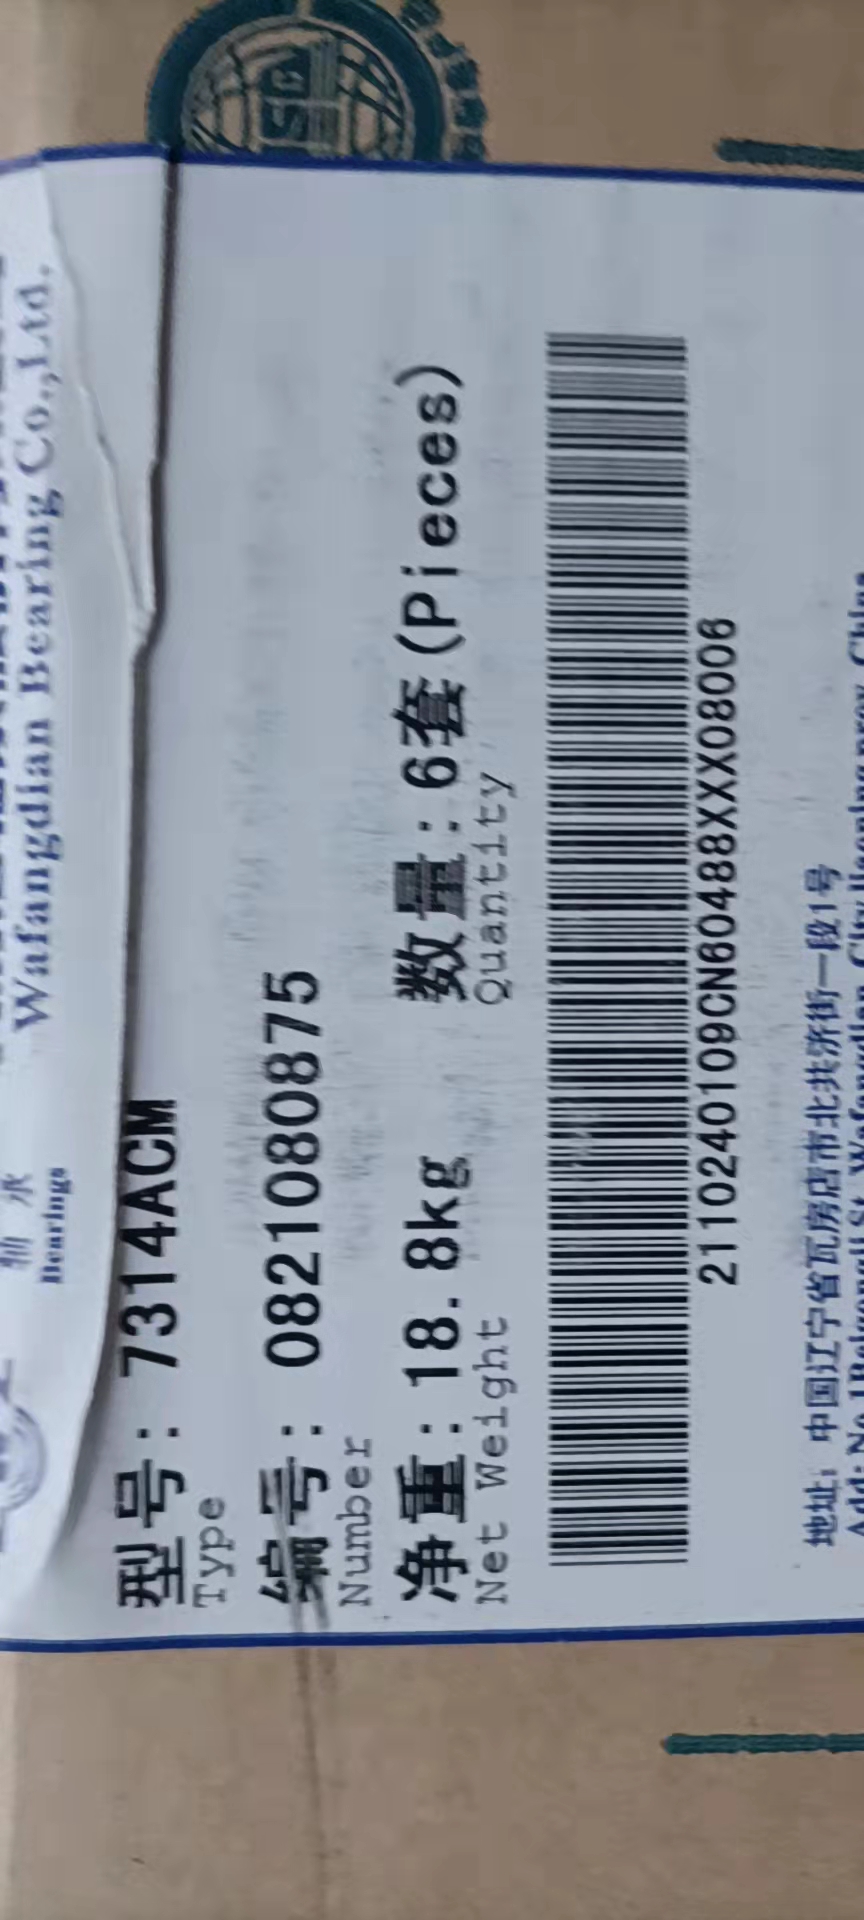 SG
Wafangdian Bearing Co.,Ltd.
轴承
Bearings
型号: 7314ACM
Type
编号: 0821080875
Number
净重: 18.8kg 数量: 6套(Pieces)
Net Weight Quantity
2110240109CN60488XXX08006
地址: 中国辽宁省瓦房店市北共济街一段1号